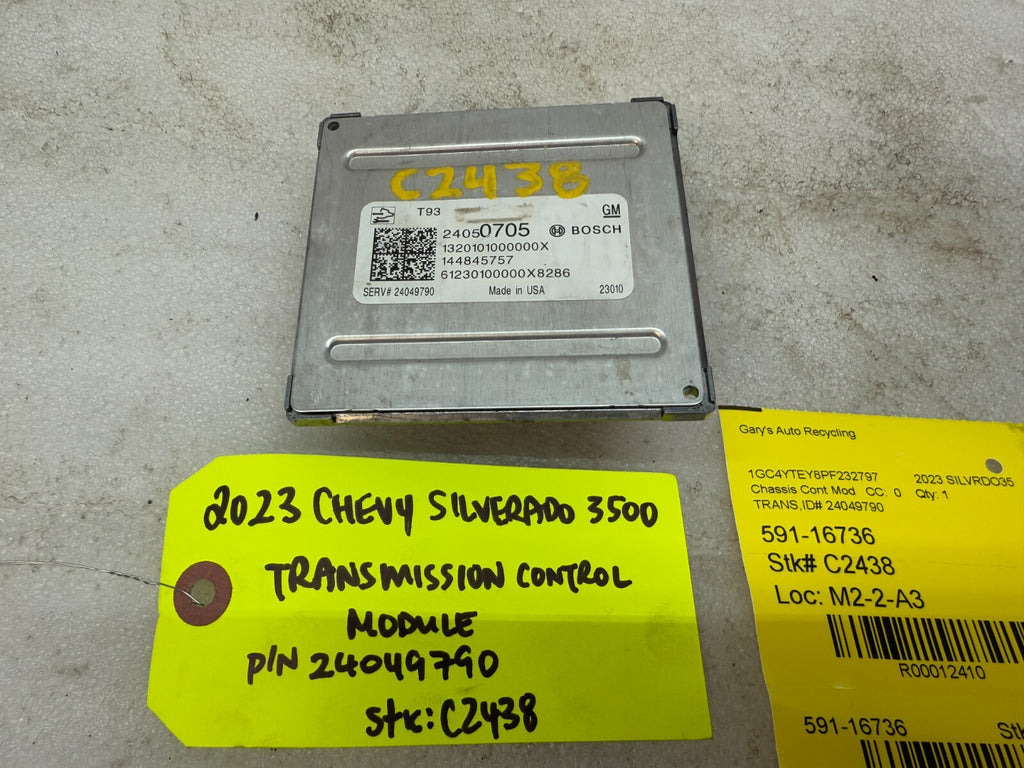 C2438
T93
GM
24050705 BOSCH
1320101000000X
144845757
61230100000X8286
SERV# 24049790 Made in USA 23010
2023 CHEVY SILVERADO 3500
TRANSMISSION CONTROL
MODULE
P/N 24049790
Stk: C2438
Gary's Auto Recycling
1GC4YTEY8PF232797 2023 SILVRDO35
Chassis Cont Mod CC: 0 Qty: 1
TRANS,ID# 24049790
591-16736
Stk# C2438
Loc: M2-2-A3
R00012410
591-16736 Stk